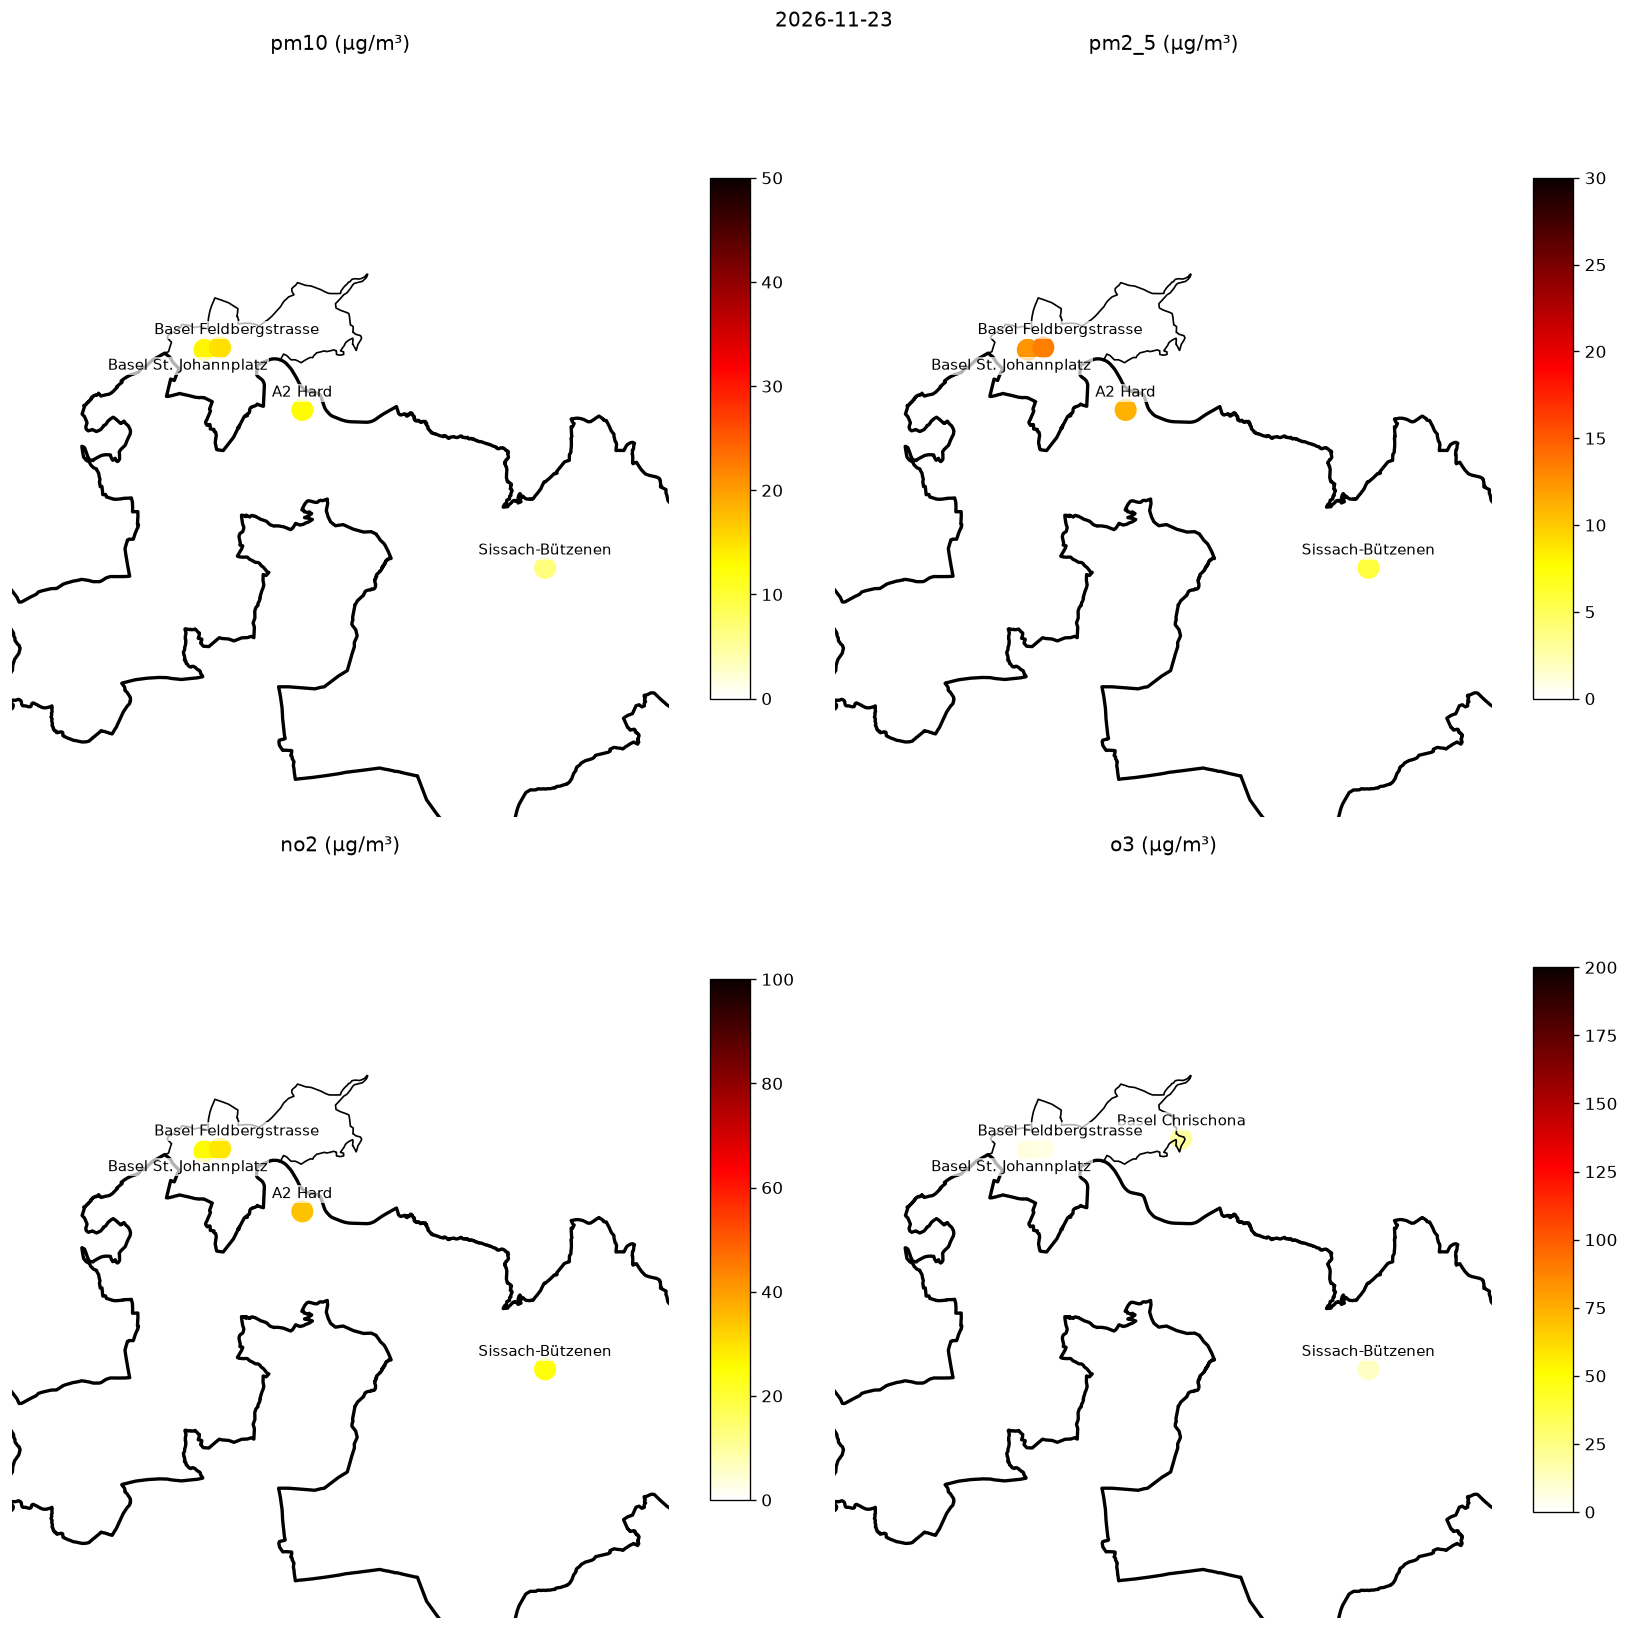 2026-11-23
pm10 (µg/m³)
50
40
30
20
10
0
Basel Feldbergstrasse
Basel St. Johannplatz
A2 Hard
Sissach-Bützenen
pm2_5 (µg/m³)
30
25
20
15
10
5
0
Basel Feldbergstrasse
Basel St. Johannplatz
A2 Hard
Sissach-Bützenen
no2 (µg/m³)
100
80
60
40
20
0
Basel Feldbergstrasse
Basel St. Johannplatz
A2 Hard
Sissach-Bützenen
o3 (µg/m³)
200
175
150
125
100
75
50
25
0
Basel Chrischona
Basel Feldbergstrasse
Basel St. Johannplatz
Sissach-Bützenen